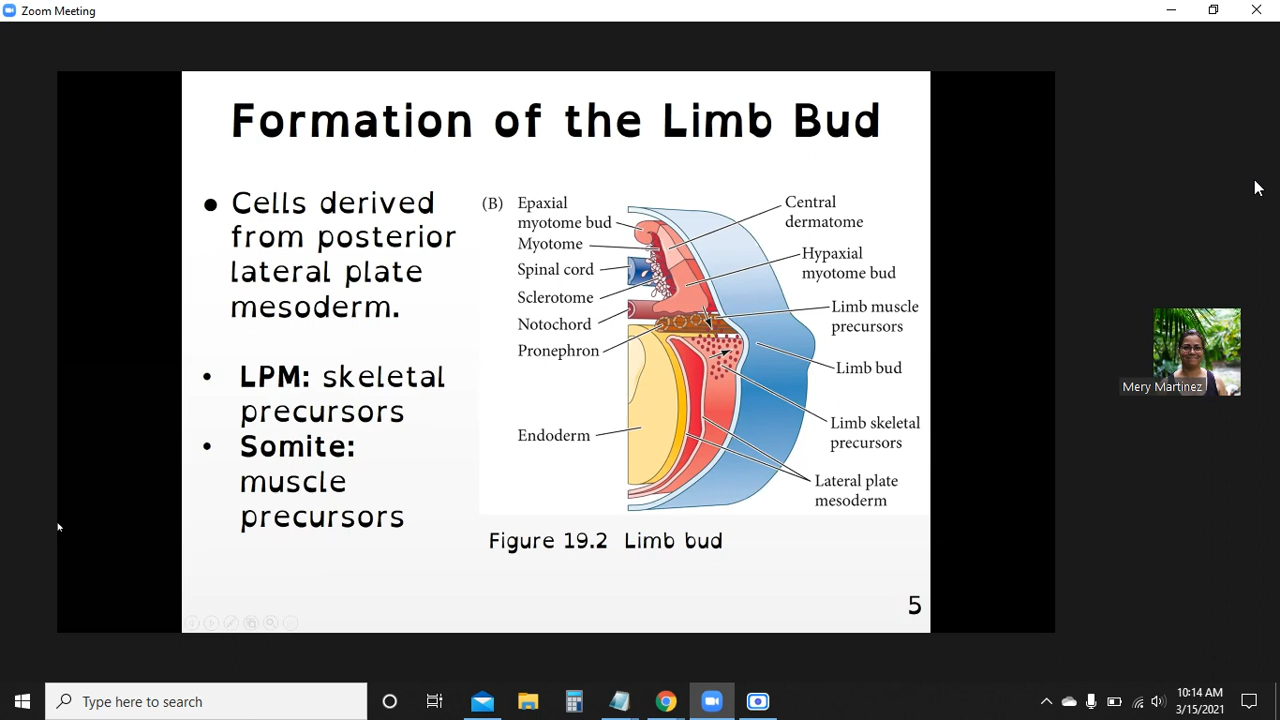 Zoom Meeting
Formation of the Limb Bud
● Cells derived
from posterior
lateral plate
mesoderm.
• LPM: skeletal
precursors
• Somite:
muscle
precursors
(B)
Epaxial
myotome bud
Myotome
Spinal cord
Sclerotome
Notochord
Pronephron
Endoderm
Central
dermatome
Hypaxial
myotome bud
Limb muscle
precursors
Limb bud
Limb skeletal
precursors
Lateral plate
mesoderm
Figure 19.2 Limb bud
5
Mery Martinez
Type here to search
10:14 AM
3/15/2021